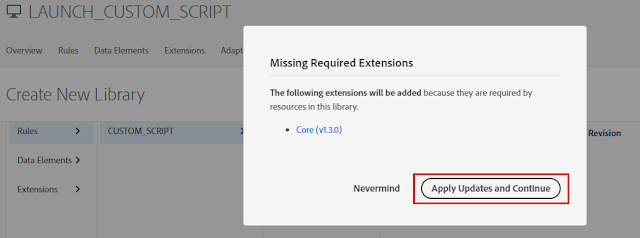 LAUNCH_CUSTOM_SCRIPT
Overview Rules Data Elements Extensions Adapt
Create New Library
Rules
CUSTOM_SCRIPT
Revision
Data Elements
Extensions
Missing Required Extensions
The following extensions will be added because they are required by
resources in this library.
Core (v1.3.0)
Nevermind
Apply Updates and Continue